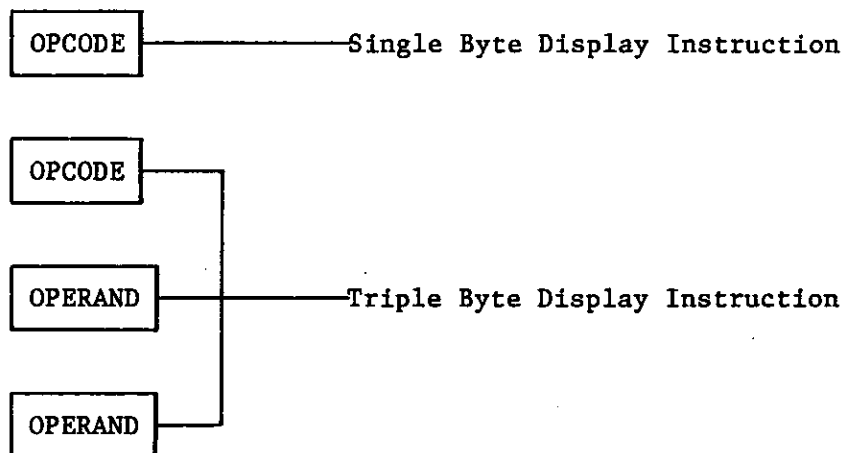 OPCODE Single Byte Display Instruction
OPCODE
OPERAND Triple Byte Display Instruction
OPERAND